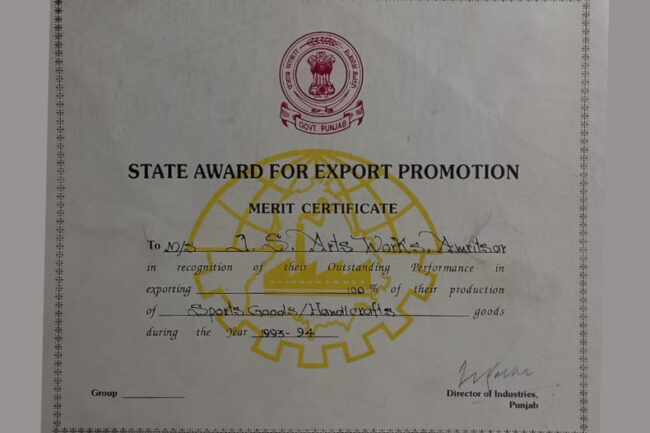 GOVT. PUNJAB
STATE AWARD FOR EXPORT PROMOTION
MERIT CERTIFICATE
To M/S J. S. Arts Works, Amritsar
in recognition of their Outstanding Performance in
exporting 100 % of their production
of Sports Goods/Handicrafts goods
during the Year 1993-94
Group
Director of Industries,
Punjab